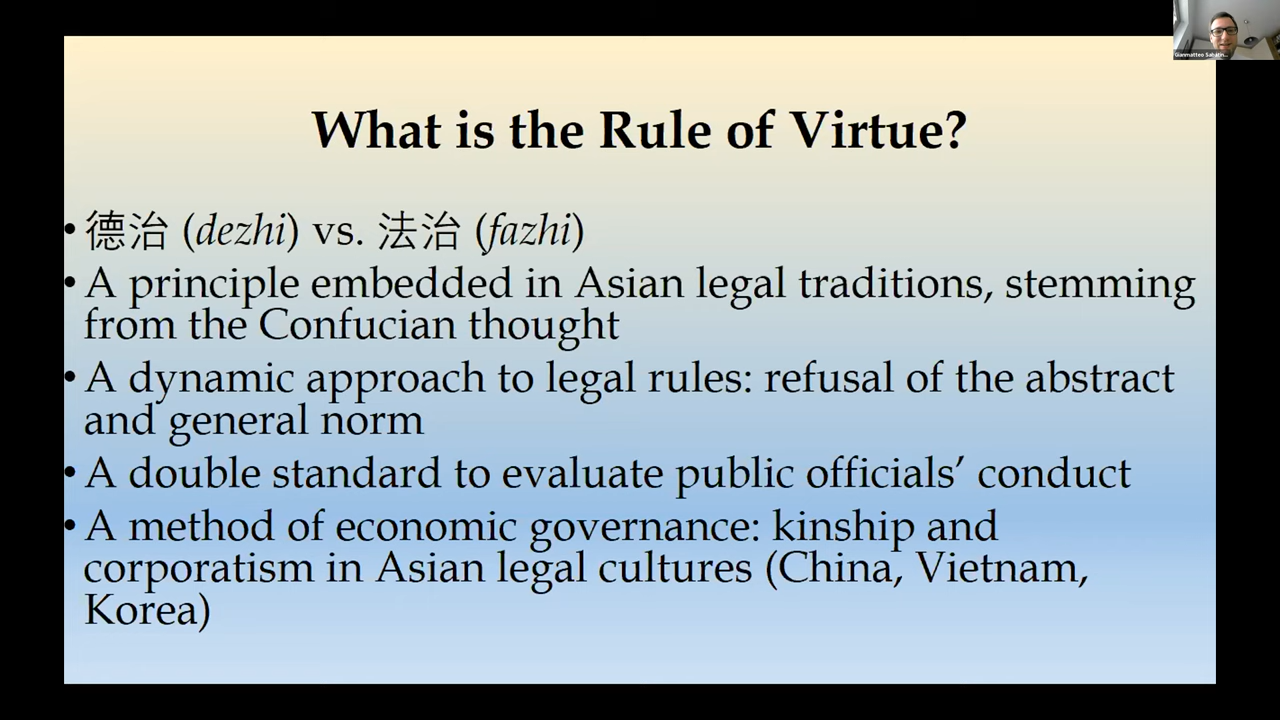 What is the Rule of Virtue?
• 德治 (dezhi) vs. 法治 (fazhi)
• A principle embedded in Asian legal traditions, stemming
from the Confucian thought
• A dynamic approach to legal rules: refusal of the abstract
and general norm
• A double standard to evaluate public officials’ conduct
• A method of economic governance: kinship and
corporatism in Asian legal cultures (China, Vietnam,
Korea)
Gianmatteo